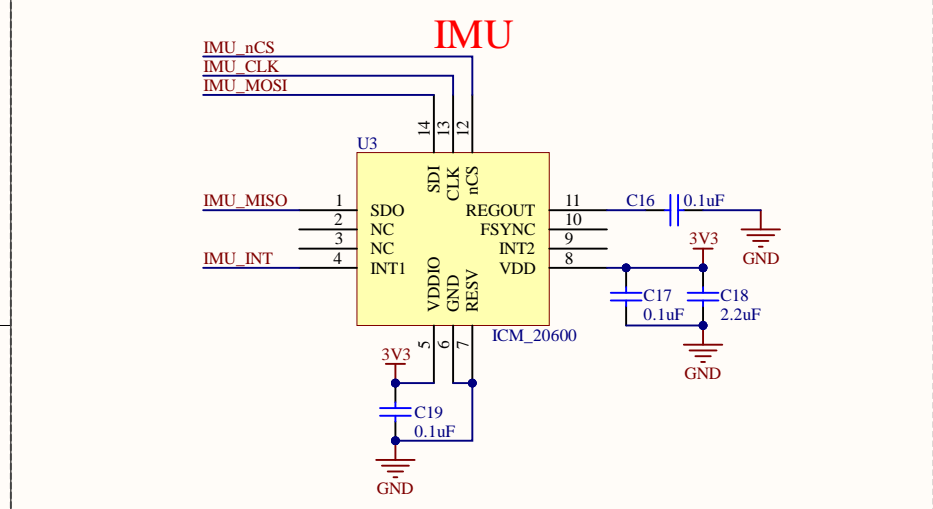 IMU
IMU_nCS
IMU_CLK
IMU_MOSI
14
13
12
U3
SDI
CLK
nCS
IMU_MISO
1
SDO
REGOUT
11
C16
0.1uF
2
NC
FSYNC
10
3
NC
INT2
9
3V3
GND
IMU_INT
4
INT1
VDD
8
VDDIO
GND
RESV
C17
0.1uF
C18
2.2uF
ICM_20600
5
6
7
3V3
GND
C19
0.1uF
GND